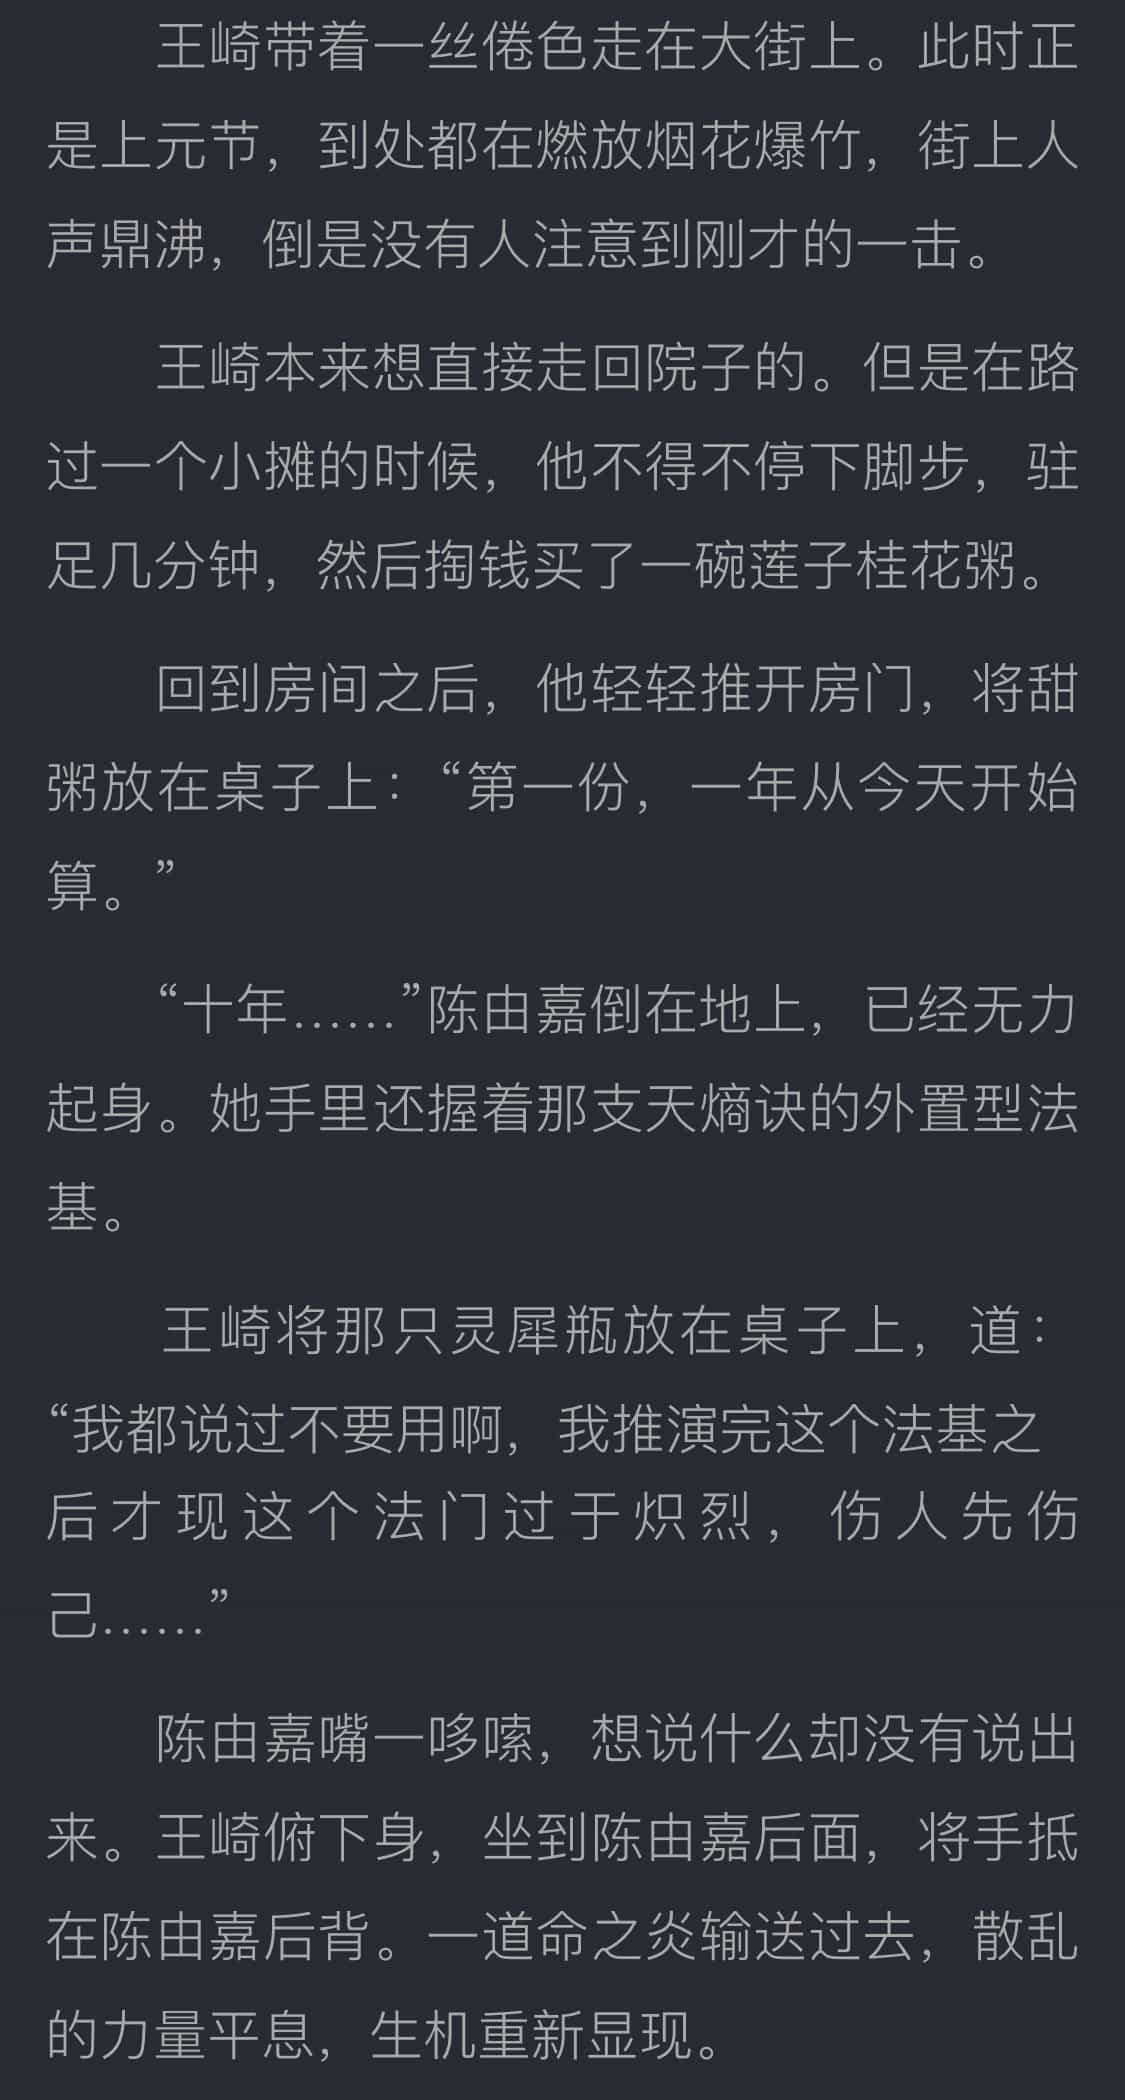 王崎带着一丝倦色走在大街上。此时正
是上元节，到处都在燃放烟花爆竹，街上人
声鼎沸，倒是没有人注意到刚才的一击。
王崎本来想直接走回院子的。但是在路
过一个小摊的时候，他不得不停下脚步，驻
足几分钟，然后掏钱买了一碗莲子桂花粥。
回到房间之后，他轻轻推开房门，将甜
粥放在桌子上：“第一份，一年从今天开始
算。”
“十年……”陈由嘉倒在地上，已经无力
起身。她手里还握着那支天熵诀的外置型法
基。
王崎将那只灵犀瓶放在桌子上，道：
“我都说过不要用啊，我推演完这个法基之
后才现这个法门过于炽烈，伤人先伤
己……”
陈由嘉嘴一哆嗦，想说什么却没有说出
来。王崎俯下身，坐到陈由嘉后面，将手抵
在陈由嘉后背。一道命之炎输送过去，散乱
的力量平息，生机重新显现。